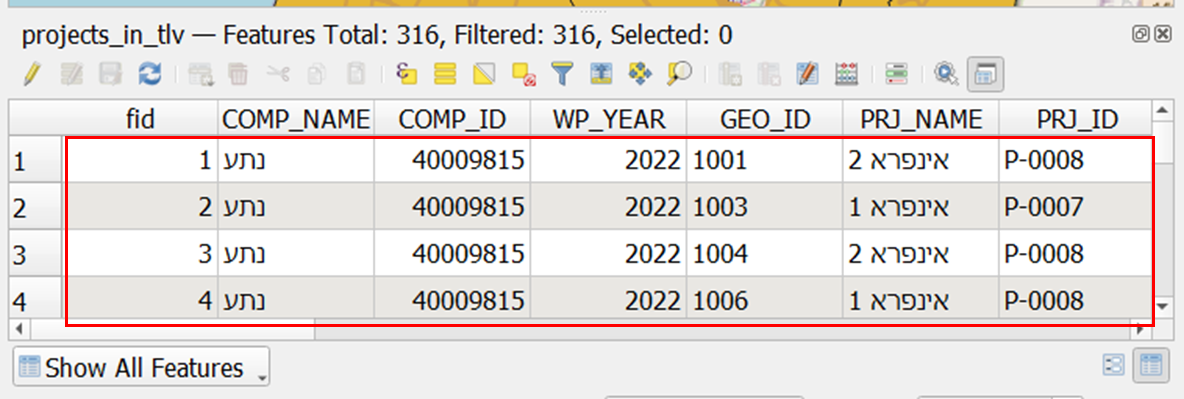 projects_in_tlv — Features Total: 316, Filtered: 316, Selected: 0
fid COMP_NAME COMP_ID WP_YEAR GEO_ID PRJ_NAME PRJ_ID
1 1 נתע 40009815 2022 1001 אינפרא 2 P-0008
2 2 נתע 40009815 2022 1003 אינפרא 1 P-0007
3 3 נתע 40009815 2022 1004 אינפרא 2 P-0008
4 4 נתע 40009815 2022 1006 אינפרא 1 P-0008
Show All Features